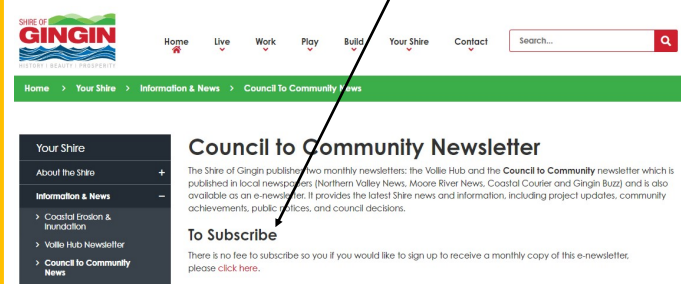 SHIRE OF
GINGIN
HISTORY | BEAUTY | PROSPERITY
Home Live Work Play Build Your Shire Contact Search...
Home > Your Shire > Information & News > Council To Community News
Your Shire
About the Shire +
Information & News –
> Coastal Erosion &
Inundation
> Vollie Hub Newsletter
> Council to Community
News
Council to Community Newsletter
The Shire of Gingin publishes two monthly newsletters: the Vollie Hub and the Council to Community newsletter which is
published in local newspapers (Northern Valley News, Moore River News, Coastal Courier and Gingin Buzz) and is also
available as an e-newsletter. It provides the latest Shire news and information, including project updates, community
achievements, public notices, and council decisions.
To Subscribe
There is no fee to subscribe so you if you would like to sign up to receive a monthly copy of this e-newsletter,
please click here.